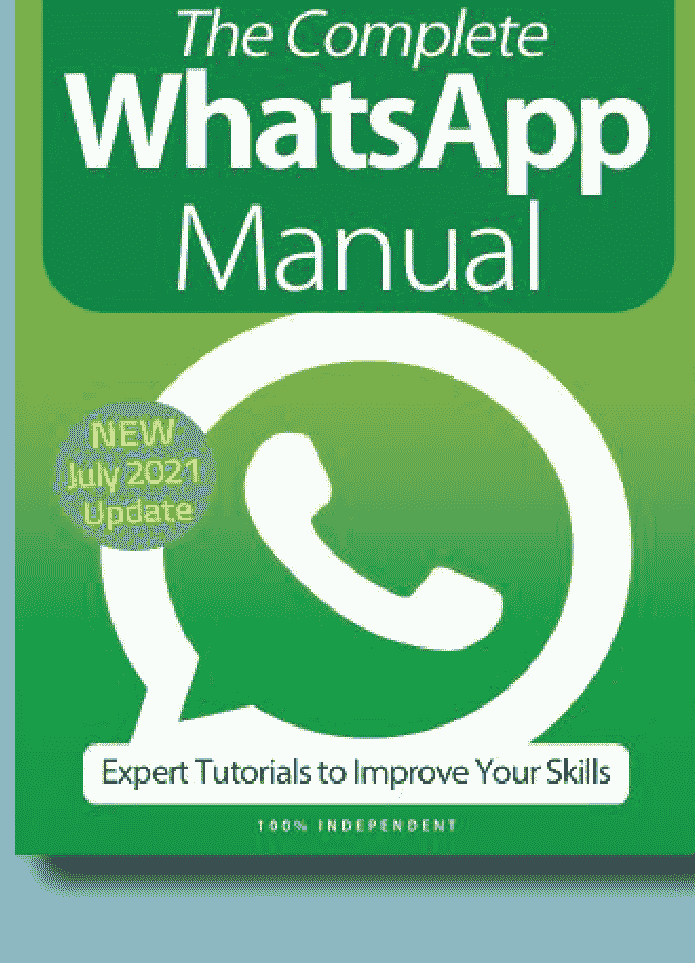 The Complete
WhatsApp
Manual
NEW
July 2021
Update
Expert Tutorials to Improve Your Skills
100% INDEPENDENT